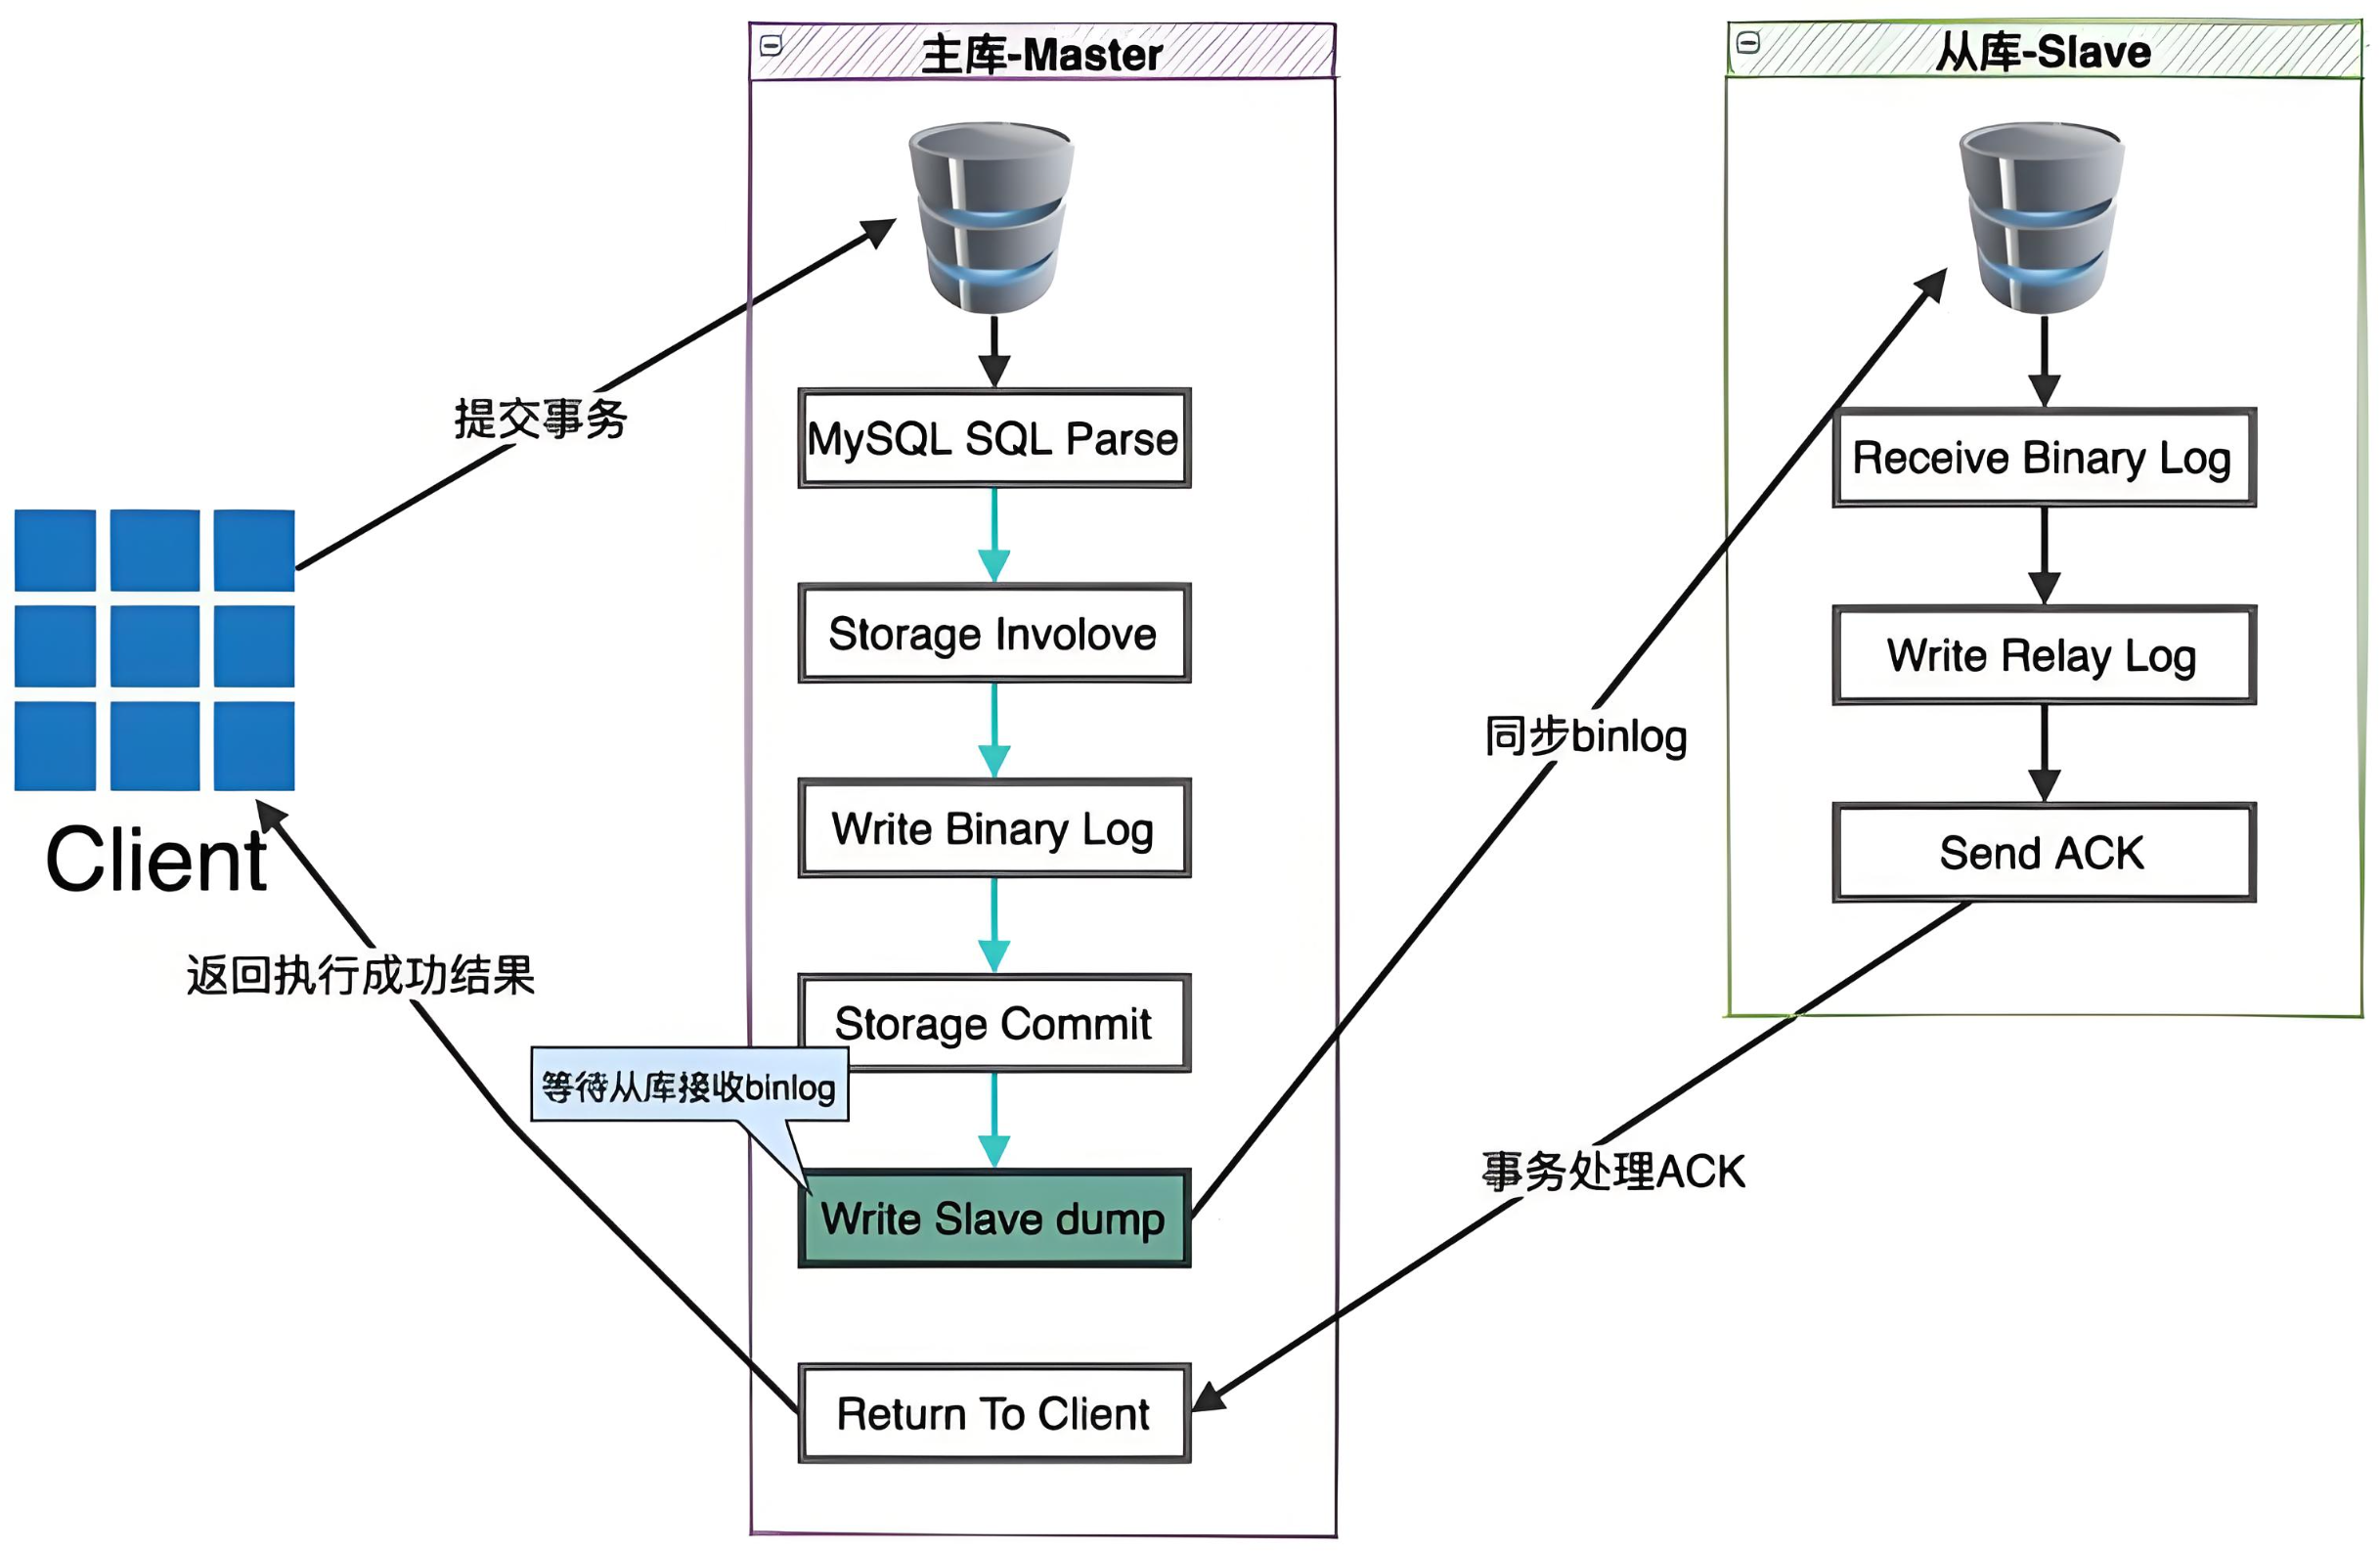 主库-Master
从库-Slave
提交事务
MySQL SQL Parse
Receive Binary Log
Storage Involove
Write Relay Log
同步binlog
Write Binary Log
Send ACK
Client
返回执行成功结果
Storage Commit
等待从库接收binlog
事务处理ACK
Write Slave dump
Return To Client